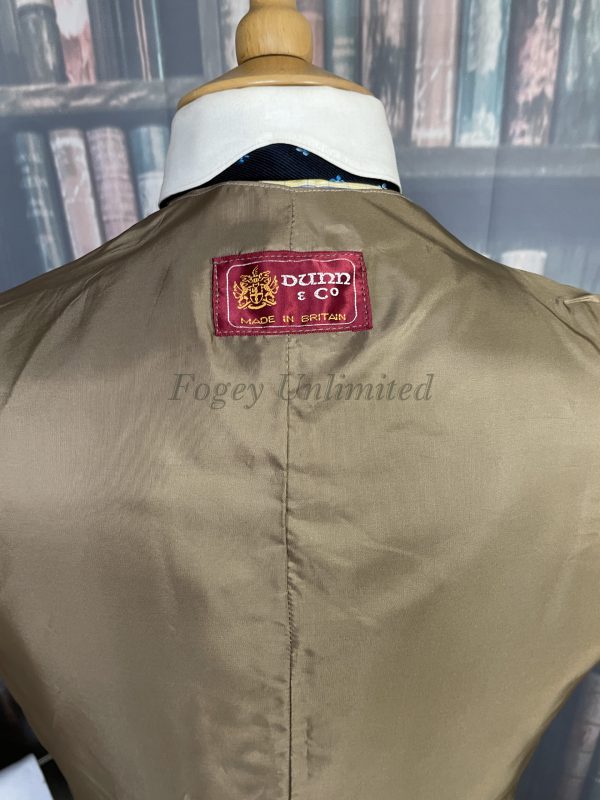 DUNN
& Co
MADE IN BRITAIN
Fogey Unlimited